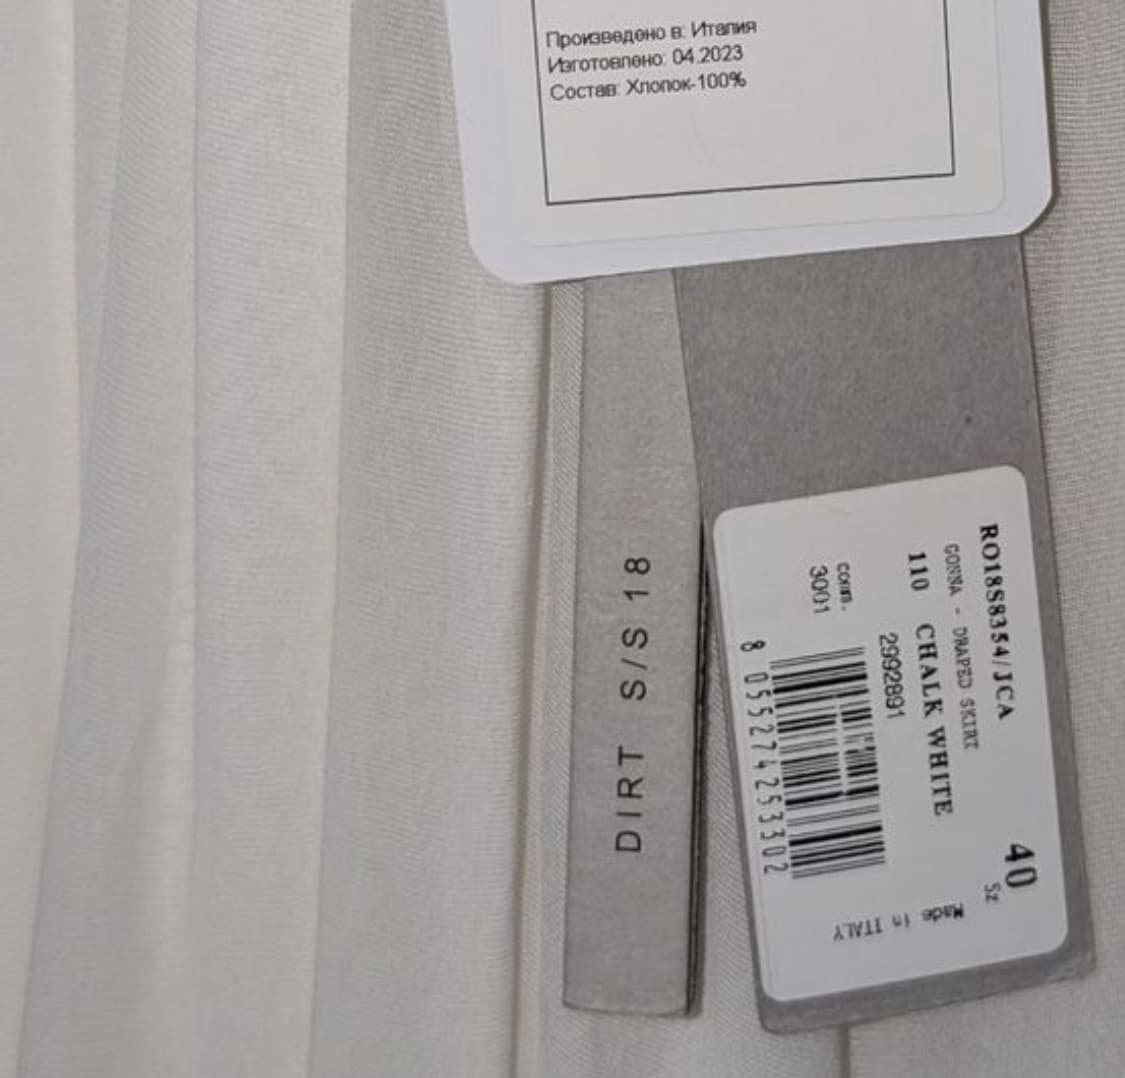 Произведено в: Италия
Изготовлено: 04.2023
Состав: Хлопок-100%
DIRT S/S 18
RO18S8354/JCA
GONNA - DRAPED SKIRT
110 CHALK WHITE
2992891
comm.
3001
8 055274253302
40
Sz
Made in ITALY